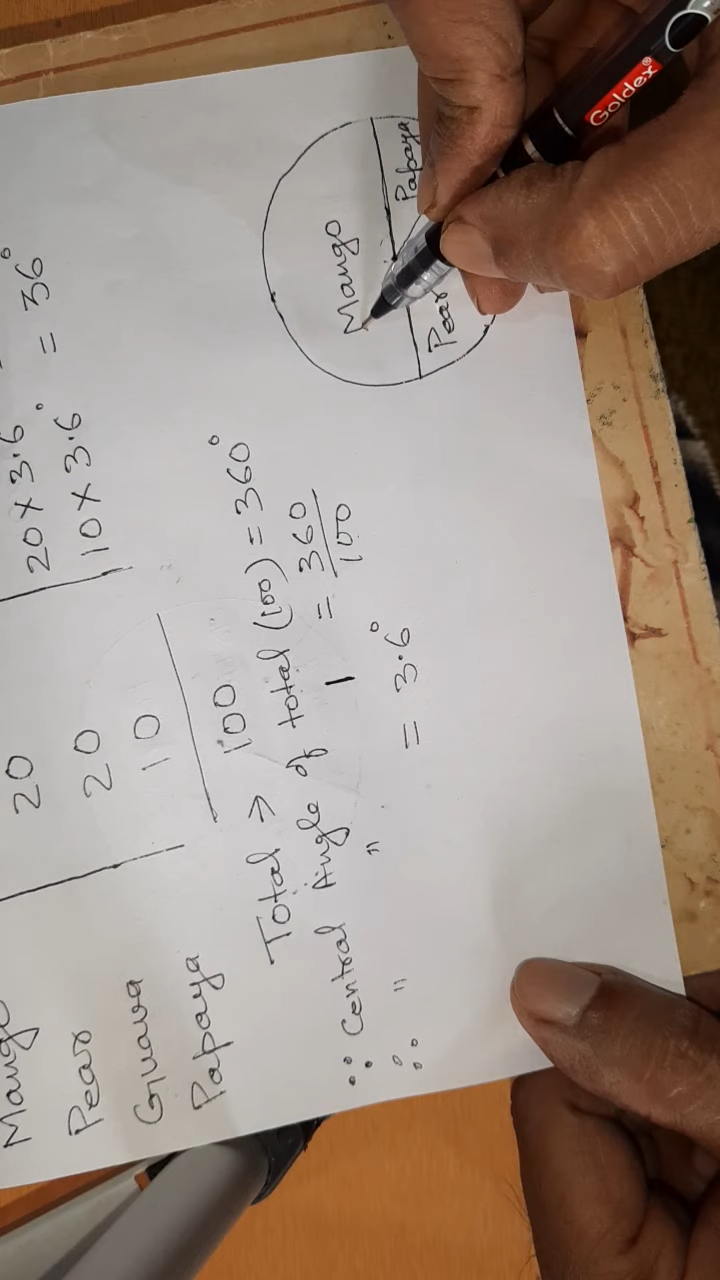 Mango
Pear 20 20 × 3.6°
Guava 20 10 × 3.6 = 36°
Papaya 10
100
Total > 
∴ Central Angle of total (100) = 360°
∴ " " 1 = 360/100
= 3.6°
Mango
Pear
Papaya
Goldex®